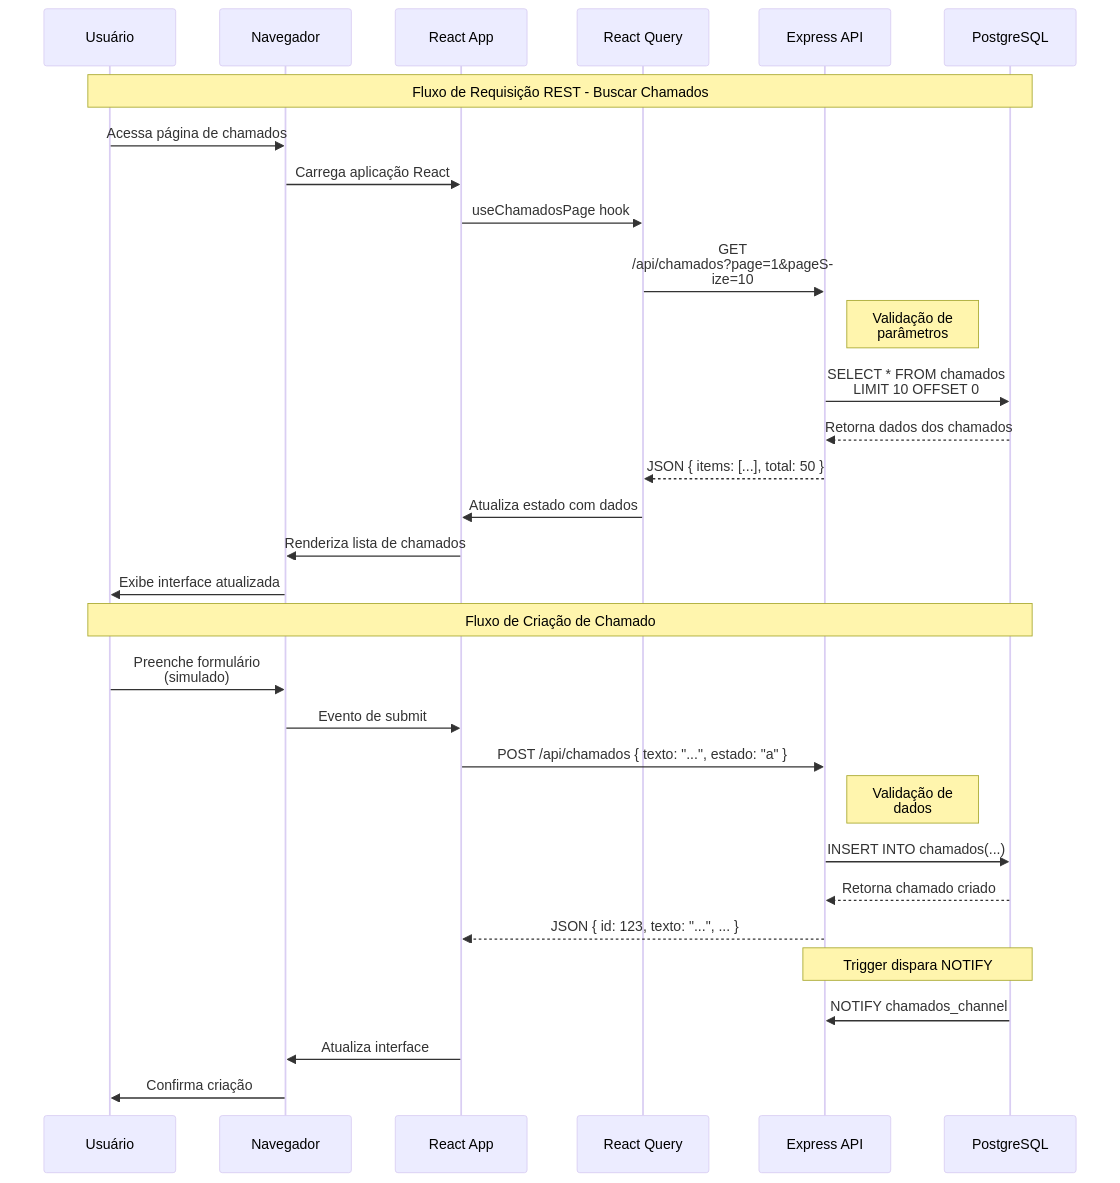 Usuário
Navegador
React App
React Query
Express API
PostgreSQL
Fluxo de Requisição REST - Buscar Chamados
Acessa página de chamados
Carrega aplicação React
useChamadosPage hook
GET
/api/chamados?page=1&pageS-
ize=10
Validação de
parâmetros
SELECT * FROM chamados
LIMIT 10 OFFSET 0
Retorna dados dos chamados
JSON { items: [...], total: 50 }
Atualiza estado com dados
Renderiza lista de chamados
Exibe interface atualizada
Fluxo de Criação de Chamado
Preenche formulário
(simulado)
Evento de submit
POST /api/chamados { texto: "...", estado: "a" }
Validação de
dados
INSERT INTO chamados(...)
Retorna chamado criado
JSON { id: 123, texto: "...", ... }
Trigger dispara NOTIFY
NOTIFY chamados_channel
Atualiza interface
Confirma criação
Usuário
Navegador
React App
React Query
Express API
PostgreSQL